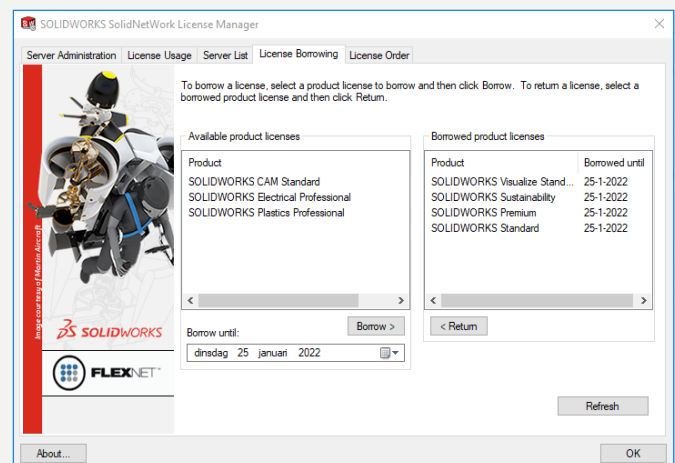 SOLIDWORKS SolidNetWork License Manager
Server Administration License Usage Server List License Borrowing License Order
To borrow a license, select a product license to borrow and then click Borrow. To return a license, select a
borrowed product license and then click Return.
Available product licenses
Product
SOLIDWORKS CAM Standard
SOLIDWORKS Electrical Professional
SOLIDWORKS Plastics Professional
Borrow >
Borrow until:
dinsdag 25 januari 2022
Borrowed product licenses
Product Borrowed until
SOLIDWORKS Visualize Stand... 25-1-2022
SOLIDWORKS Sustainability 25-1-2022
SOLIDWORKS Premium 25-1-2022
SOLIDWORKS Standard 25-1-2022
< Return
Image courtesy of Martin Aircraft
SOLIDWORKS
FLEXNET
Refresh
About...
OK